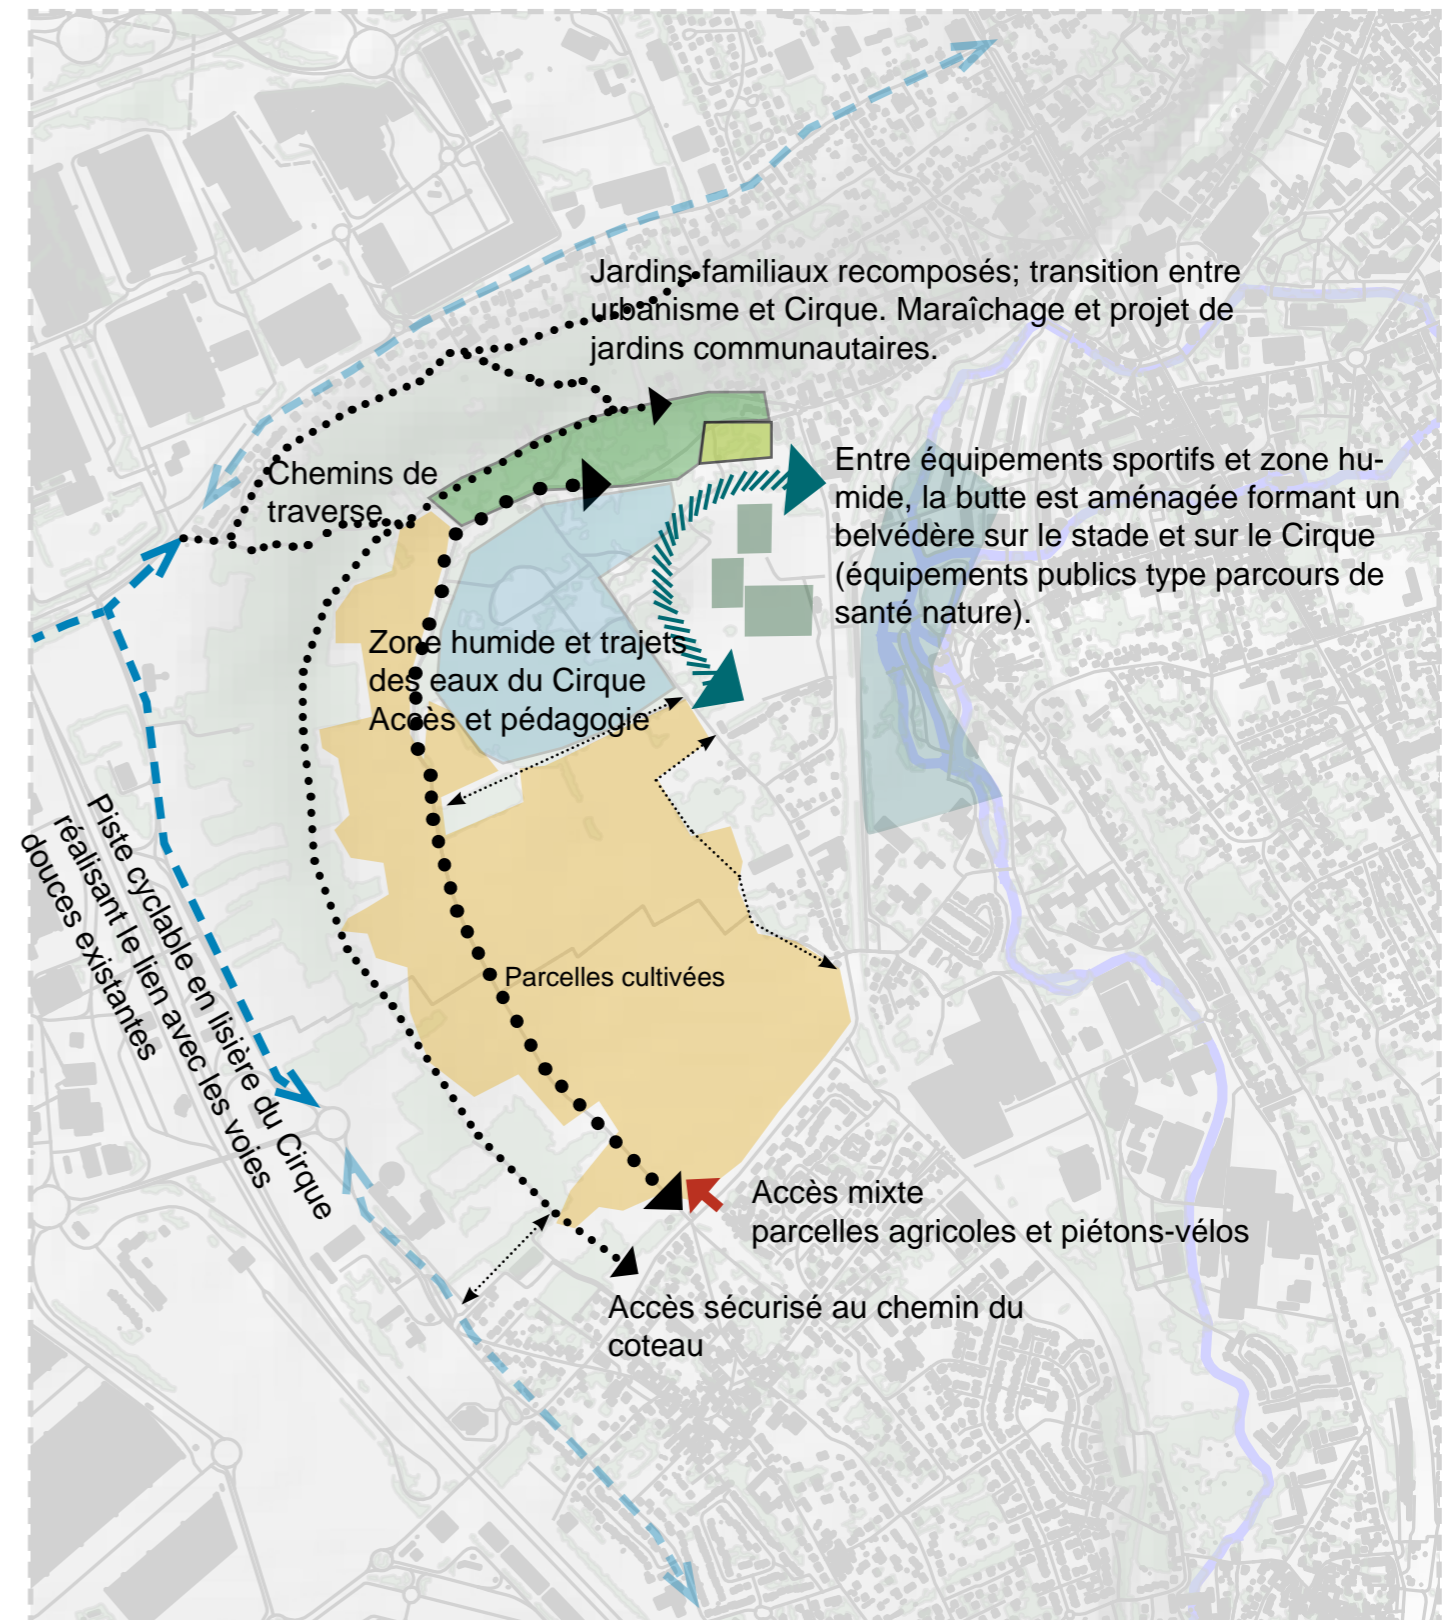 Jardins familiaux recomposés; transition entre
urbanisme et Cirque. Maraîchage et projet de
jardins communautaires.
Chemins de
traverse
Entre équipements sportifs et zone hu-
mide, la butte est aménagée formant un
belvédère sur le stade et sur le Cirque
(équipements publics type parcours de
santé nature).
Zone humide et trajets
des eaux du Cirque
Accès et pédagogie
Piste cyclable en lisière du Cirque
réalisant le lien avec les voies
douces existantes
Parcelles cultivées
Accès mixte
parcelles agricoles et piétons-vélos
Accès sécurisé au chemin du
coteau